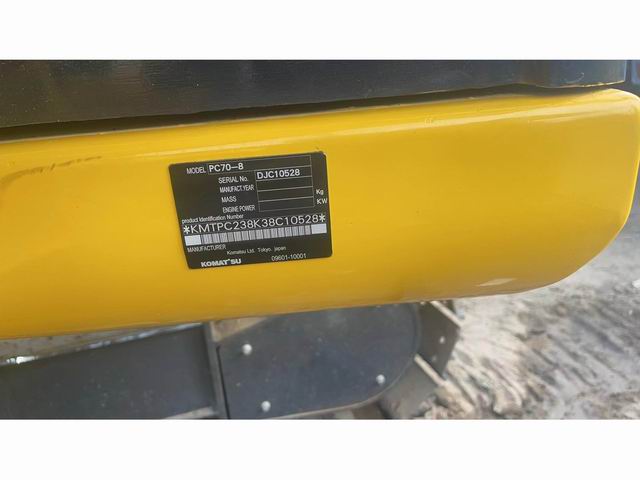 MODEL PC70-8
SERIAL No. DJC10528
MANUFACT.YEAR
MASS Kg
ENGINE POWER KW
product Identification Number
*KMTPC238K38C10528*
MANUFACTURER
Komatsu Ltd. Tokyo, japan
KOMATSU 09601-10001